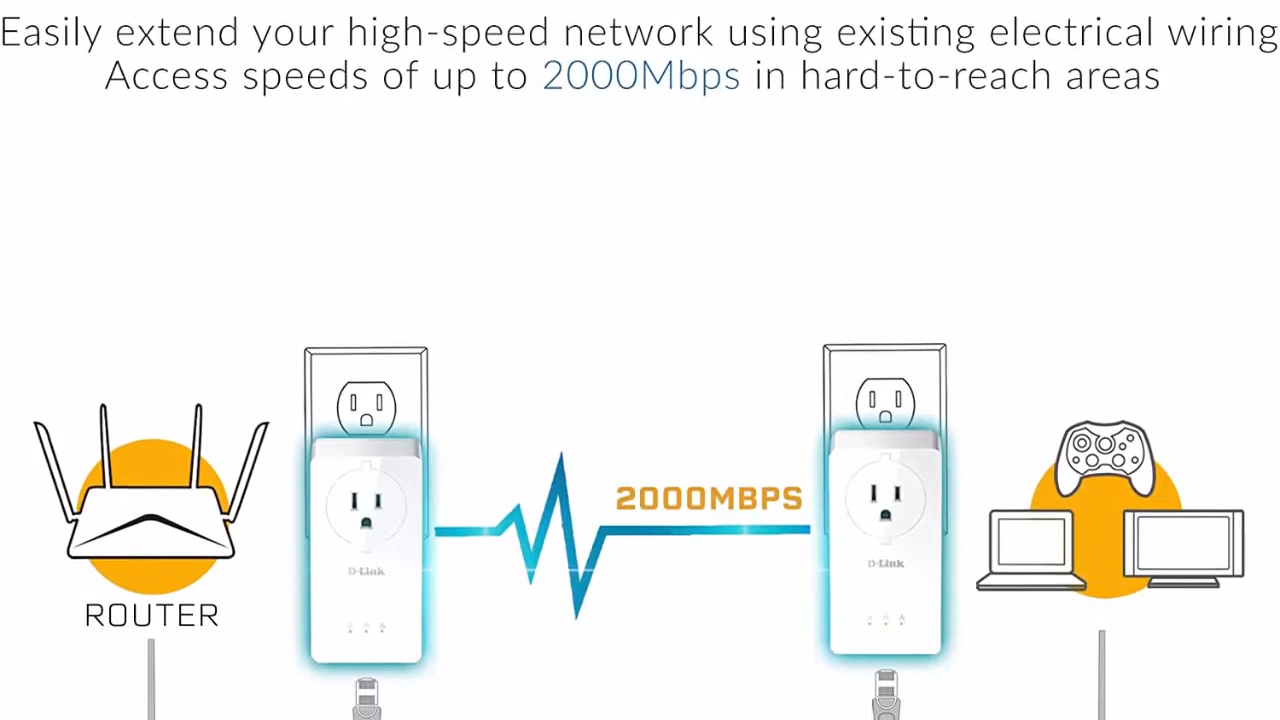 Easily extend your high-speed network using existing electrical wiring
Access speeds of up to 2000Mbps in hard-to-reach areas
2000MBPS
D-Link
D-Link
ROUTER